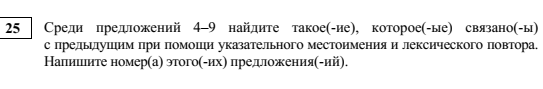 25 Среди предложений 4–9 найдите такое(-ие), которое(-ые) связано(-ы)
с предыдущим при помощи указательного местоимения и лексического повтора.
Напишите номер(а) этого(-их) предложения(-ий).